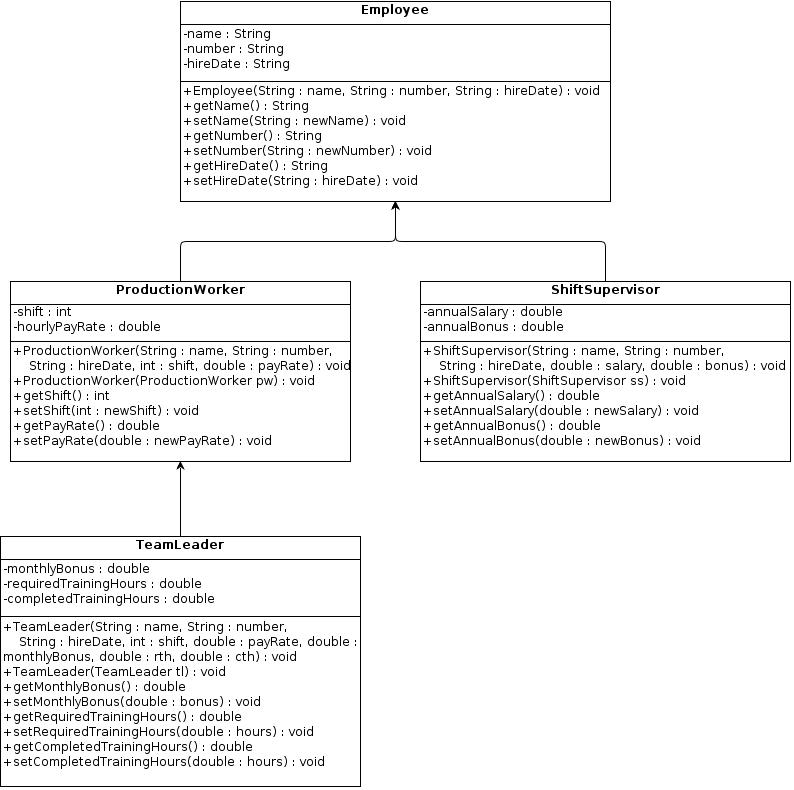 Employee
-name : String
-number : String
-hireDate : String
+Employee(String : name, String : number, String : hireDate) : void
+getName() : String
+setName(String : newName) : void
+getNumber() : String
+setNumber(String : newNumber) : void
+getHireDate() : String
+setHireDate(String : hireDate) : void
ProductionWorker
-shift : int
-hourlyPayRate : double
+ProductionWorker(String : name, String : number,
String : hireDate, int : shift, double : payRate) : void
+ProductionWorker(ProductionWorker pw) : void
+getShift() : int
+setShift(int : newShift) : void
+getPayRate() : double
+setPayRate(double : newPayRate) : void
ShiftSupervisor
-annualSalary : double
-annualBonus : double
+ShiftSupervisor(String : name, String : number,
String : hireDate, double : salary, double : bonus) : void
+ShiftSupervisor(ShiftSupervisor ss) : void
+getAnnualSalary() : double
+setAnnualSalary(double : newSalary) : void
+getAnnualBonus() : double
+setAnnualBonus(double : newBonus) : void
TeamLeader
-monthlyBonus : double
-requiredTrainingHours : double
-completedTrainingHours : double
+TeamLeader(String : name, String : number,
String : hireDate, int : shift, double : payRate, double :
monthlyBonus, double : rth, double : cth) : void
+TeamLeader(TeamLeader tl) : void
+getMonthlyBonus() : double
+setMonthlyBonus(double : bonus) : void
+getRequiredTrainingHours() : double
+setRequiredTrainingHours(double : hours) : void
+getCompletedTrainingHours() : double
+setCompletedTrainingHours(double : hours) : void